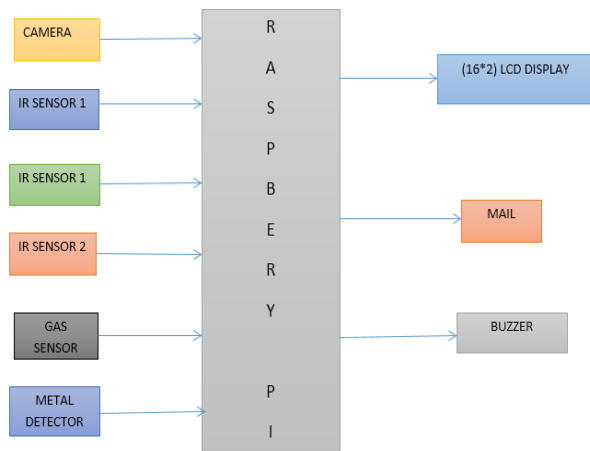 CAMERA
IR SENSOR 1
IR SENSOR 1
IR SENSOR 2
GAS
SENSOR
METAL
DETECTOR
R
A
S
P
B
E
R
R
Y
P
I
(16*2) LCD DISPLAY
MAIL
BUZZER